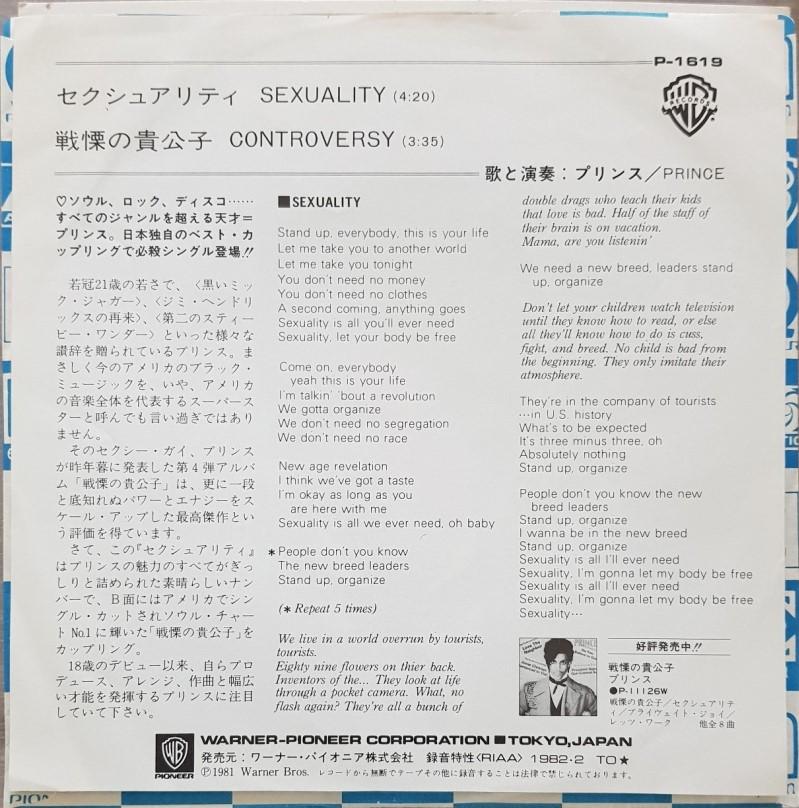 P-1619
セクシュアリティ SEXUALITY (4:20)
戦慄の貴公子 CONTROVERSY (3:35)
WB RECORDS
歌と演奏：プリンス／PRINCE
♡ソウル、ロック、ディスコ……
すべてのジャンルを超える天才＝
プリンス。日本独自のベスト・カ
ップリングで必殺シングル登場!!
若冠21歳の若さで、〈黒いミッ
ク・ジャガー〉、〈ジミ・ヘンドリ
ックスの再来〉、〈第二のスティー
ビー・ワンダー〉といった様々な
讃辞を贈られているプリンス。ま
さしく今のアメリカのブラック・
ミュージックを、いや、アメリカ
の音楽全体を代表するスーパース
ターと呼んでも言い過ぎではあり
ません。
そのセクシー・ガイ、プリンス
が昨年暮に発表した第4弾アルバ
ム「戦慄の貴公子」は、更に一段
と底知れぬパワーとエナジーをス
ケール・アップした最高傑作とい
う評価を得ています。
さて、この『セクシュアリティ』
はプリンスの魅力のすべてがぎっ
しりと詰められた素晴らしいナン
バーで、B面にはアメリカでシン
グル・カットされソウル・チャー
トNo.1に輝いた「戦慄の貴公子」を
カップリング。
18歳のデビュー以来、自らプロ
デュース、アレンジ、作曲と幅広
い才能を発揮するプリンスに注目
していて下さい。
■SEXUALITY
Stand up, everybody, this is your life
Let me take you to another world
Let me take you tonight
You don't need no money
You don't need no clothes
A second coming, anything goes
Sexuality is all you'll ever need
Sexuality, let your body be free
Come on, everybody
yeah this is your life
I'm talkin' 'bout a revolution
We gotta organize
We don't need no segregation
We don't need no race
New age revelation
I think we've got a taste
I'm okay as long as you
are here with me
Sexuality is all we ever need, oh baby
* People don't you know
The new breed leaders
Stand up, organize
(* Repeat 5 times)
We live in a world overrun by tourists,
tourists.
Eighty nine flowers on thier back.
Inventors of the... They look at life
through a pocket camera. What, no
flash again? They're all a bunch of
double drags who teach their kids
that love is bad. Half of the staff of
their brain is on vacation.
Mama, are you listenin'
We need a new breed, leaders stand
up, organize
Don't let your children watch television
until they know how to read, or else
all they'll know how to do is cuss,
fight, and breed. No child is bad from
the beginning. They only imitate their
atmosphere.
They're in the company of tourists
…in U.S. history
What's to be expected
It's three minus three, oh
Absolutely nothing
Stand up, organize
People don't you know the new
breed leaders
Stand up, organize
I wanna be in the new breed
Stand up, organize
Sexuality is all I'll ever need
Sexuality, I'm gonna let my body be free
Sexuality is all I'll ever need
Sexuality, I'm gonna let my body be free
Sexuality…
好評発売中!!
戦慄の貴公子
プリンス
●P-11126W
戦慄の貴公子／セクシュアリテ
ィ／プライヴェイト・ジョイ／
レッツ・ワーク 他全8曲
WB PIONEER
WARNER-PIONEER CORPORATION ■ TOKYO, JAPAN
発売元：ワーナー・パイオニア株式会社 録音特性〈RIAA〉1982・2 TO★
Ⓟ1981 Warner Bros. レコードから無断でテープその他に録音することは法律で禁じられております。